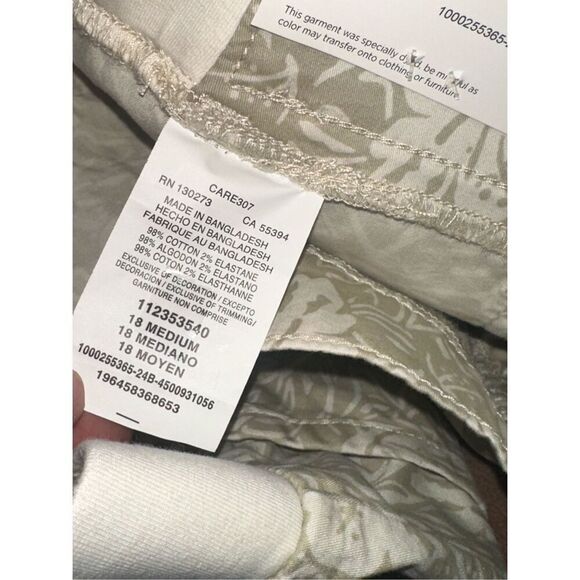 1000255365-2
This garment was specially dyed, be mindful as
color may transfer onto clothing or furniture.
CARE307
RN 130273 CA 55394
MADE IN BANGLADESH
HECHO EN BANGLADESH
FABRIQUE AU BANGLADESH
98% COTTON 2% ELASTANE
98% ALGODON 2% ELASTANO
98% COTON 2% ELASTHANNE
EXCLUSIVE OF DECORATION / EXCEPTO
DECORACION / EXCLUSIVE OF TRIMMING/
GARNITURE NON COMPRISE
112353540
18 MEDIUM
18 MEDIANO
18 MOYEN
1000255365-24B-4500931056
196458368653